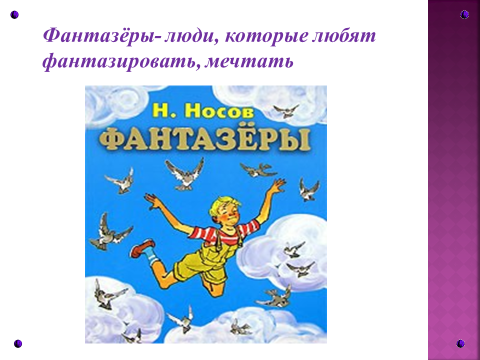 Фантазёры- люди, которые любят
фантазировать, мечтать
Н. Носов
ФАНТАЗЁРЫ